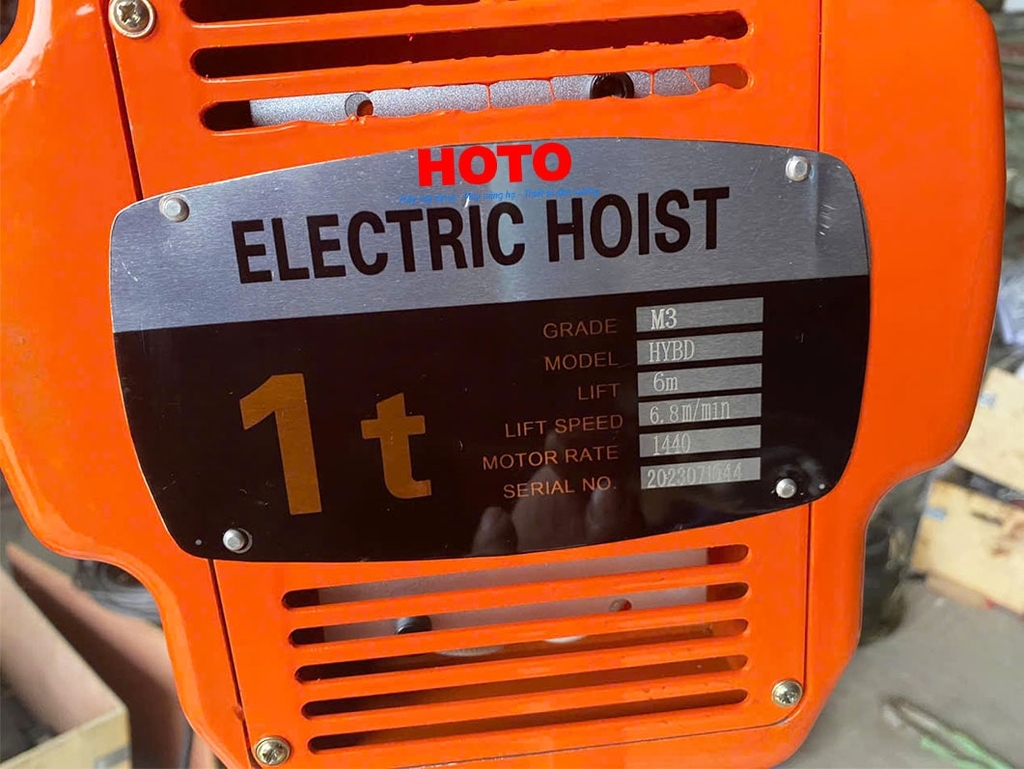 HOTO
ELECTRIC HOIST
1t
GRADE M3
MODEL HYBD
LIFT 6m
LIFT SPEED 6.8m/min
MOTOR RATE 1440
SERIAL NO.